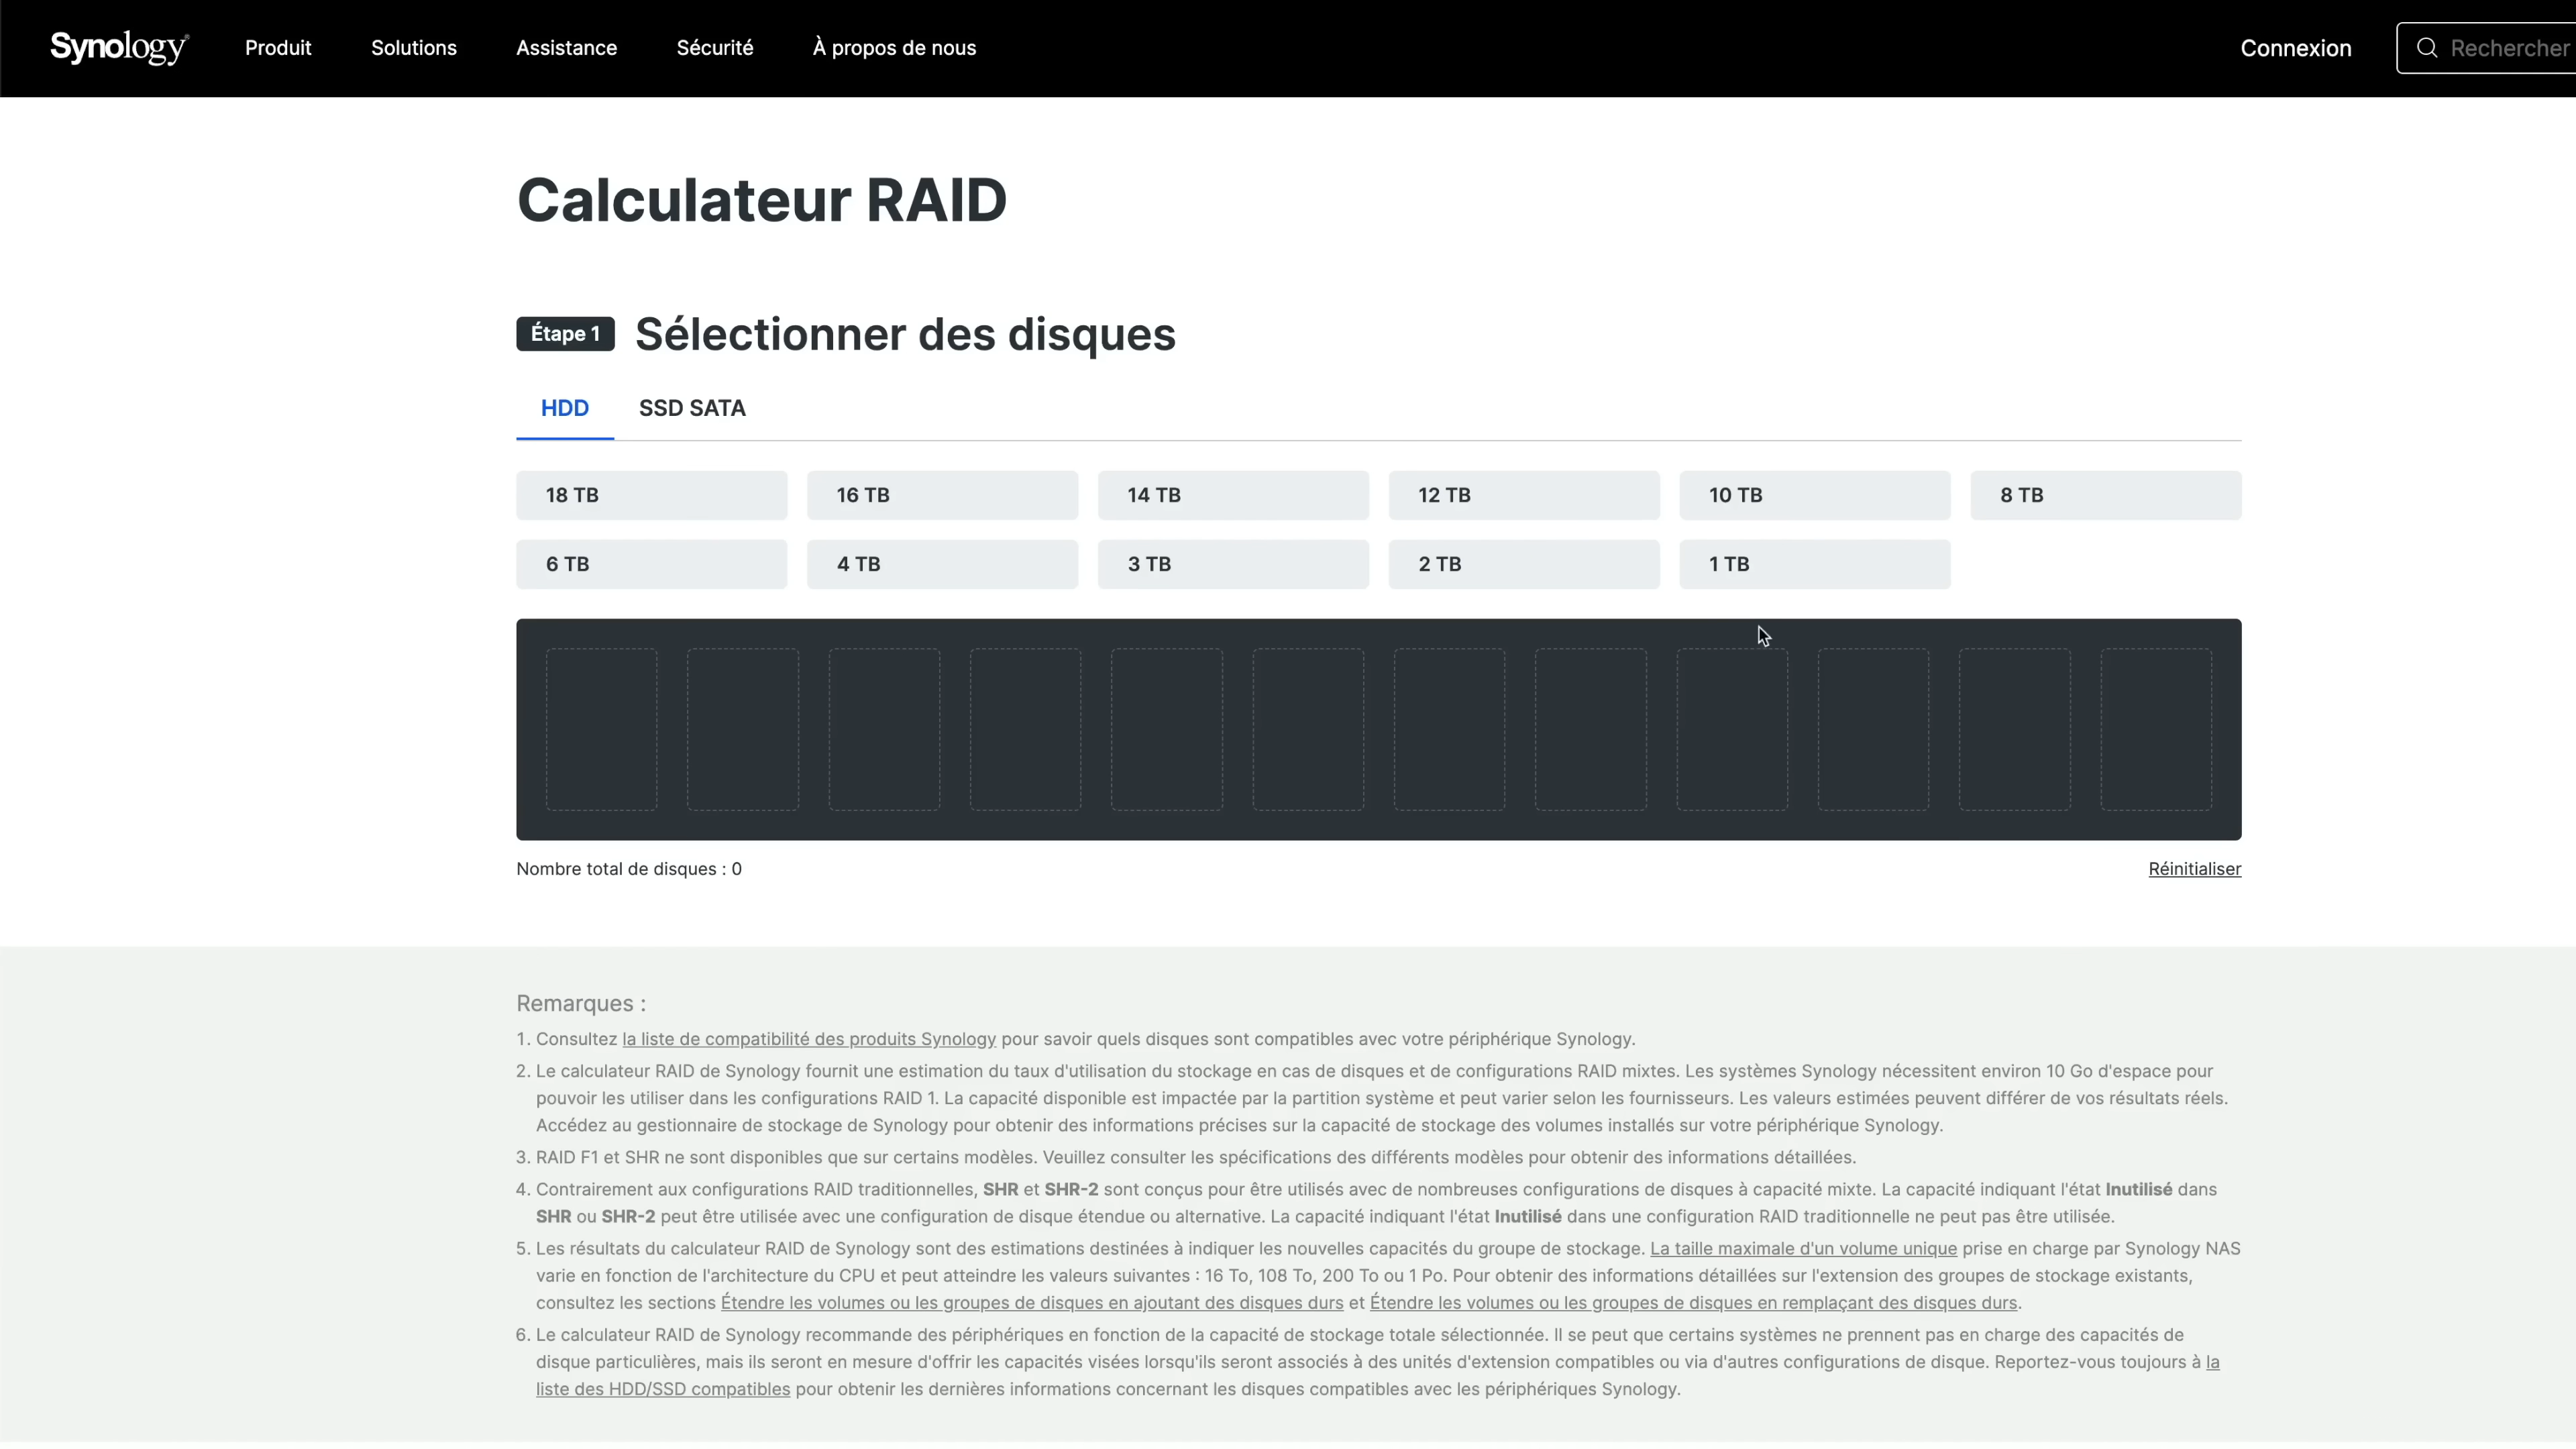 Synology® Produit Solutions Assistance Sécurité À propos de nous Connexion Rechercher
Calculateur RAID
Étape 1 Sélectionner des disques
HDD SSD SATA
18 TB 16 TB 14 TB 12 TB 10 TB 8 TB
6 TB 4 TB 3 TB 2 TB 1 TB
Nombre total de disques : 0 Réinitialiser
Remarques :
1. Consultez la liste de compatibilité des produits Synology pour savoir quels disques sont compatibles avec votre périphérique Synology.
2. Le calculateur RAID de Synology fournit une estimation du taux d'utilisation du stockage en cas de disques et de configurations RAID mixtes. Les systèmes Synology nécessitent environ 10 Go d'espace pour
pouvoir les utiliser dans les configurations RAID 1. La capacité disponible est impactée par la partition système et peut varier selon les fournisseurs. Les valeurs estimées peuvent différer de vos résultats réels.
Accédez au gestionnaire de stockage de Synology pour obtenir des informations précises sur la capacité de stockage des volumes installés sur votre périphérique Synology.
3. RAID F1 et SHR ne sont disponibles que sur certains modèles. Veuillez consulter les spécifications des différents modèles pour obtenir des informations détaillées.
4. Contrairement aux configurations RAID traditionnelles, SHR et SHR-2 sont conçus pour être utilisés avec de nombreuses configurations de disques à capacité mixte. La capacité indiquant l'état Inutilisé dans
SHR ou SHR-2 peut être utilisée avec une configuration de disque étendue ou alternative. La capacité indiquant l'état Inutilisé dans une configuration RAID traditionnelle ne peut pas être utilisée.
5. Les résultats du calculateur RAID de Synology sont des estimations destinées à indiquer les nouvelles capacités du groupe de stockage. La taille maximale d'un volume unique prise en charge par Synology NAS
varie en fonction de l'architecture du CPU et peut atteindre les valeurs suivantes : 16 To, 108 To, 200 To ou 1 Po. Pour obtenir des informations détaillées sur l'extension des groupes de stockage existants,
consultez les sections Étendre les volumes ou les groupes de disques en ajoutant des disques durs et Étendre les volumes ou les groupes de disques en remplaçant des disques durs.
6. Le calculateur RAID de Synology recommande des périphériques en fonction de la capacité de stockage totale sélectionnée. Il se peut que certains systèmes ne prennent pas en charge des capacités de
disque particulières, mais ils seront en mesure d'offrir les capacités visées lorsqu'ils seront associés à des unités d'extension compatibles ou via d'autres configurations de disque. Reportez-vous toujours à la
liste des HDD/SSD compatibles pour obtenir les dernières informations concernant les disques compatibles avec les périphériques Synology.